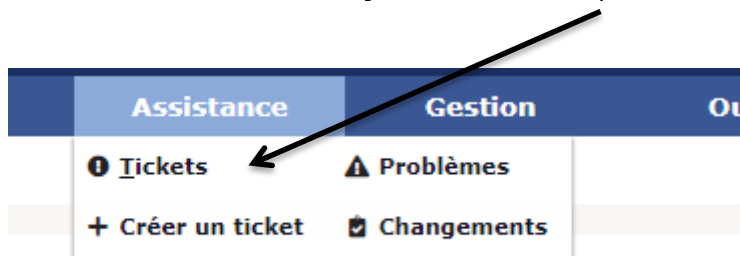 Assistance Gestion
Tickets Problèmes
+ Créer un ticket Changements